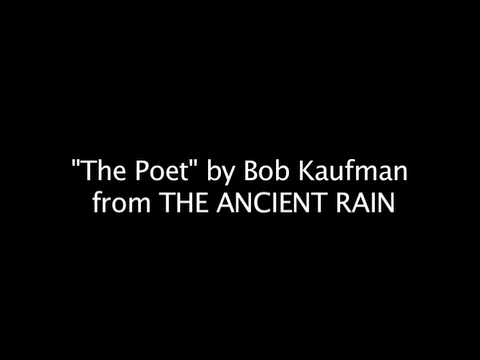 "The Poet" by Bob Kaufman
from THE ANCIENT RAIN